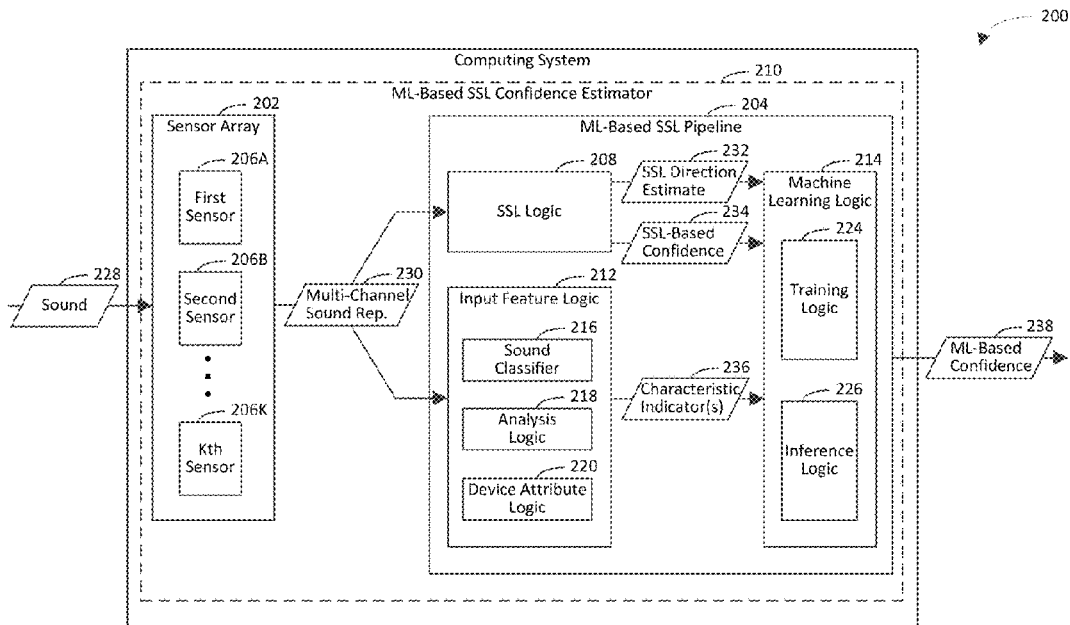 200
Computing System
210
ML-Based SSL Confidence Estimator
202
Sensor Array
206A
First
Sensor
206B
Second
Sensor
206K
Kth
Sensor
228
Sound
230
Multi-Channel
Sound Rep.
204
ML-Based SSL Pipeline
208
SSL Logic
232
SSL Direction
Estimate
234
SSL-Based
Confidence
212
Input Feature Logic
216
Sound
Classifier
218
Analysis
Logic
220
Device Attribute
Logic
236
Characteristic
Indicator(s)
214
Machine
Learning Logic
224
Training
Logic
226
Inference
Logic
238
ML-Based
Confidence